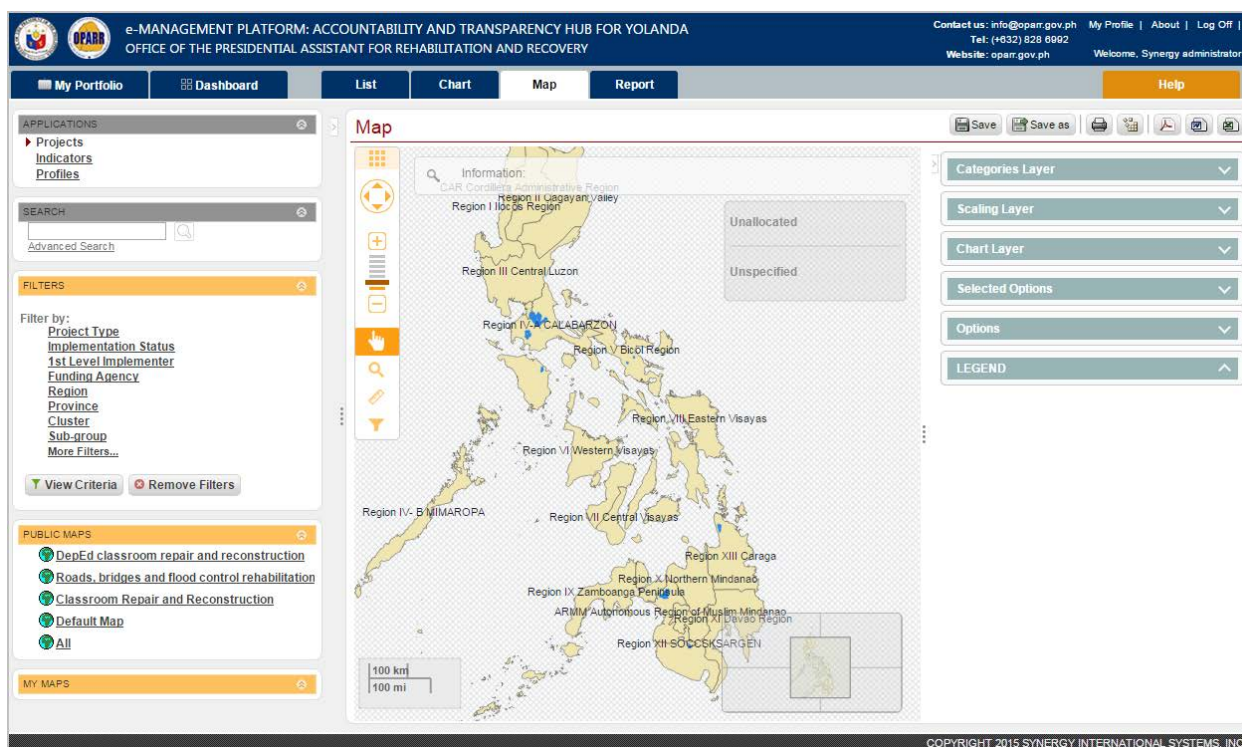 e-MANAGEMENT PLATFORM: ACCOUNTABILITY AND TRANSPARENCY HUB FOR YOLANDA
OFFICE OF THE PRESIDENTIAL ASSISTANT FOR REHABILITATION AND RECOVERY
OPARR
Contact us: info@oparr.gov.ph
Tel: (+632) 828 6992
Website: oparr.gov.ph
My Profile | About | Log Off |
Welcome, Synergy administrator
My Portfolio
Dashboard
List
Chart
Map
Report
Help
APPLICATIONS
Projects
Indicators
Profiles
SEARCH
Advanced Search
FILTERS
Filter by:
Project Type
Implementation Status
1st Level Implementer
Funding Agency
Region
Province
Cluster
Sub-group
More Filters...
View Criteria
Remove Filters
PUBLIC MAPS
DepEd classroom repair and reconstruction
Roads, bridges and flood control rehabilitation
Classroom Repair and Reconstruction
Default Map
All
MY MAPS
Map
Save
Save as
Information:
CAR Cordillera Administrative Region
Region II Cagayan Valley
Region I Ilocos Region
Region III Central Luzon
Region IV-A CALABARZON
Region V Bicol Region
Region VIII Eastern Visayas
Region VI Western Visayas
Region IV- B MIMAROPA
Region VII Central Visayas
Region XIII Caraga
Region X Northern Mindanao
Region IX Zamboanga Peninsula
ARMM Autonomous Region of Muslim Mindanao
Region XI Davao Region
Region XII SOCCSKSARGEN
Unallocated
Unspecified
100 km
100 mi
Categories Layer
Scaling Layer
Chart Layer
Selected Options
Options
LEGEND
COPYRIGHT 2015 SYNERGY INTERNATIONAL SYSTEMS, INC